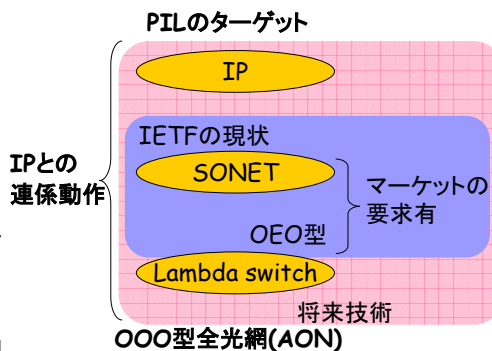 PILのターゲット
IP
IETFの現状
SONET
IPとの
連係動作
マーケットの
要求有
OEO型
Lambda switch
将来技術
OOO型全光網(AON)